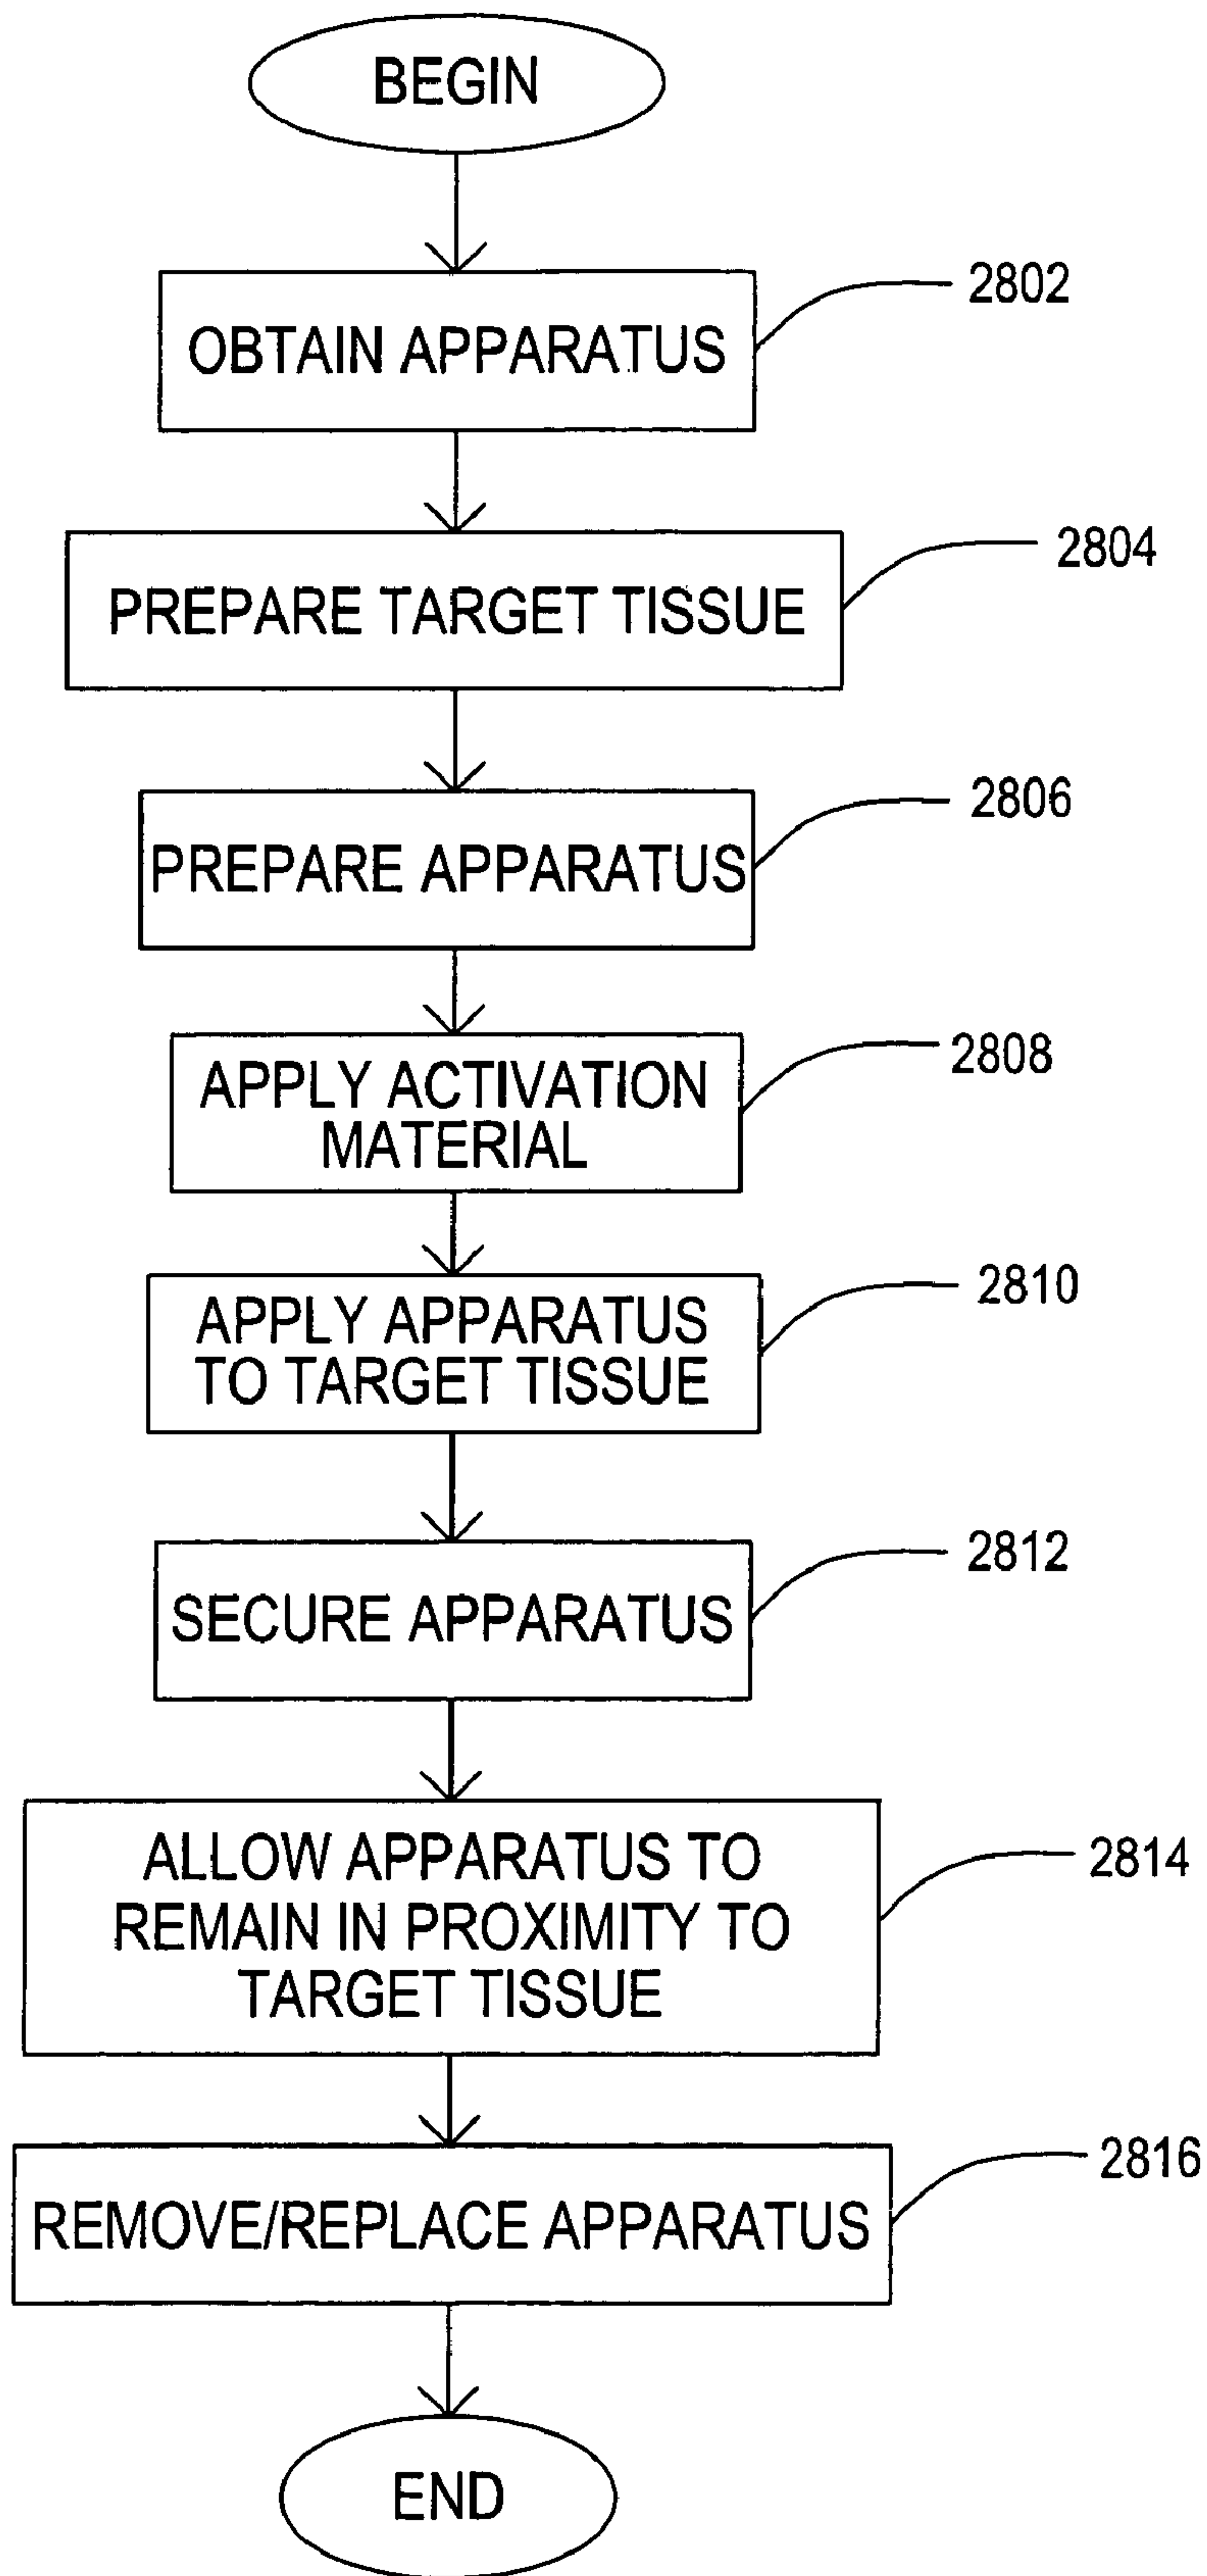 BEGIN
2802
OBTAIN APPARATUS
2804
PREPARE TARGET TISSUE
2806
PREPARE APPARATUS
2808
APPLY ACTIVATION
MATERIAL
2810
APPLY APPARATUS
TO TARGET TISSUE
2812
SECURE APPARATUS
2814
ALLOW APPARATUS TO
REMAIN IN PROXIMITY TO
TARGET TISSUE
2816
REMOVE/REPLACE APPARATUS
END